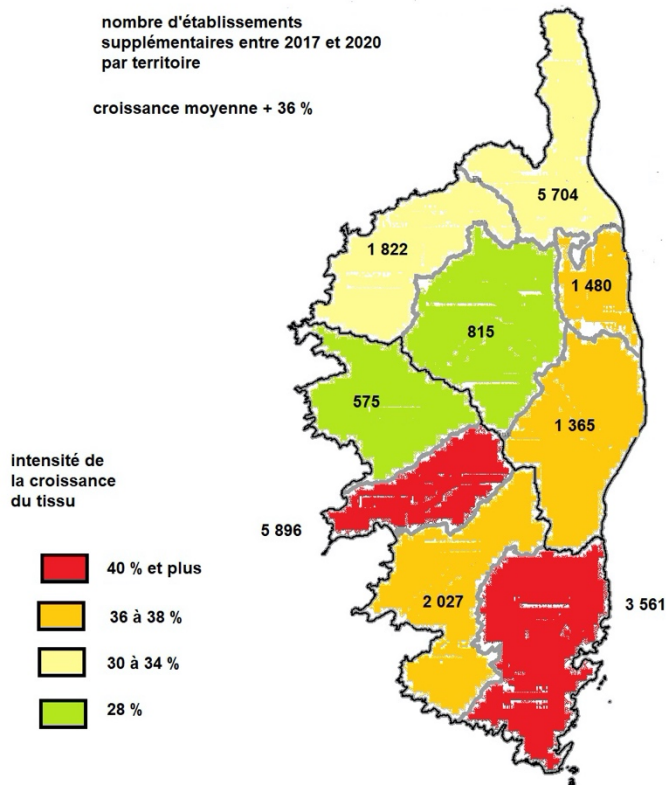 nombre d'établissements
supplémentaires entre 2017 et 2020
par territoire
croissance moyenne + 36 %
5 704
1 822
1 480
815
575
1 365
intensité de
la croissance
du tissu
5 896
40 % et plus
3 561
2 027
36 à 38 %
30 à 34 %
28 %